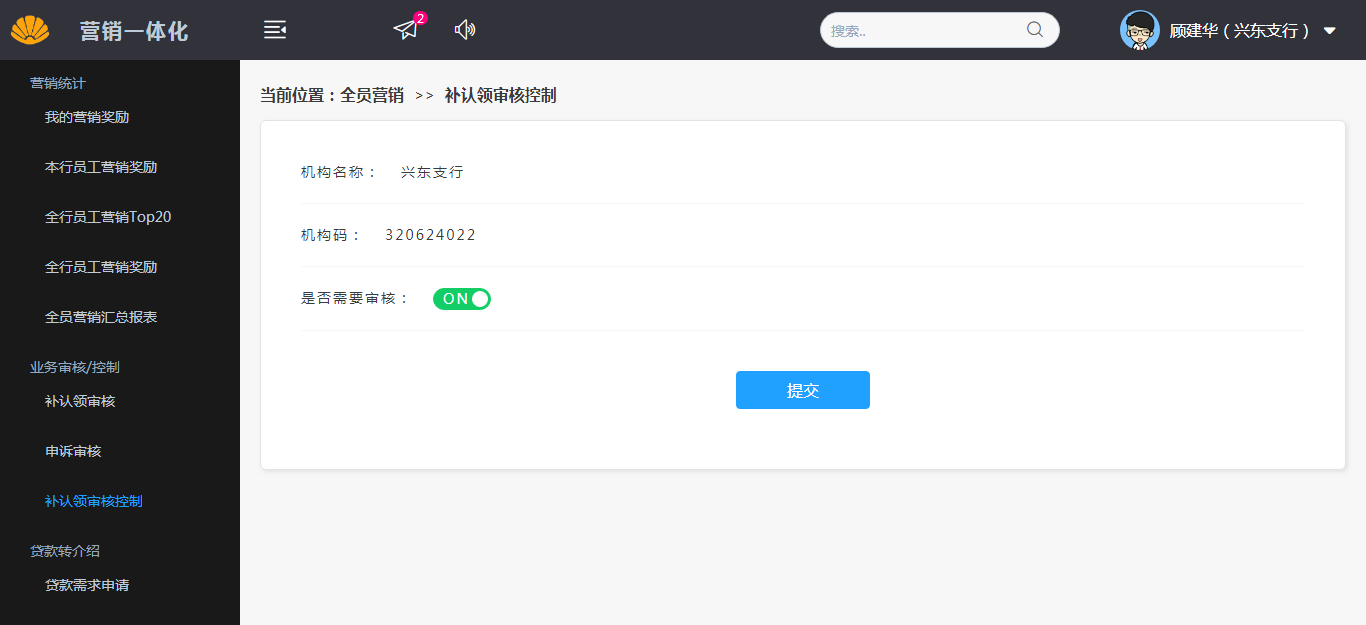 营销一体化
2
搜索..
顾建华（兴东支行）
营销统计
我的营销奖励
本行员工营销奖励
全行员工营销Top20
全行员工营销奖励
全员营销汇总报表
业务审核/控制
补认领审核
申诉审核
补认领审核控制
贷款转介绍
贷款需求申请
当前位置：全员营销 >> 补认领审核控制
机构名称： 兴东支行
机构码： 320624022
是否需要审核： ON
提交